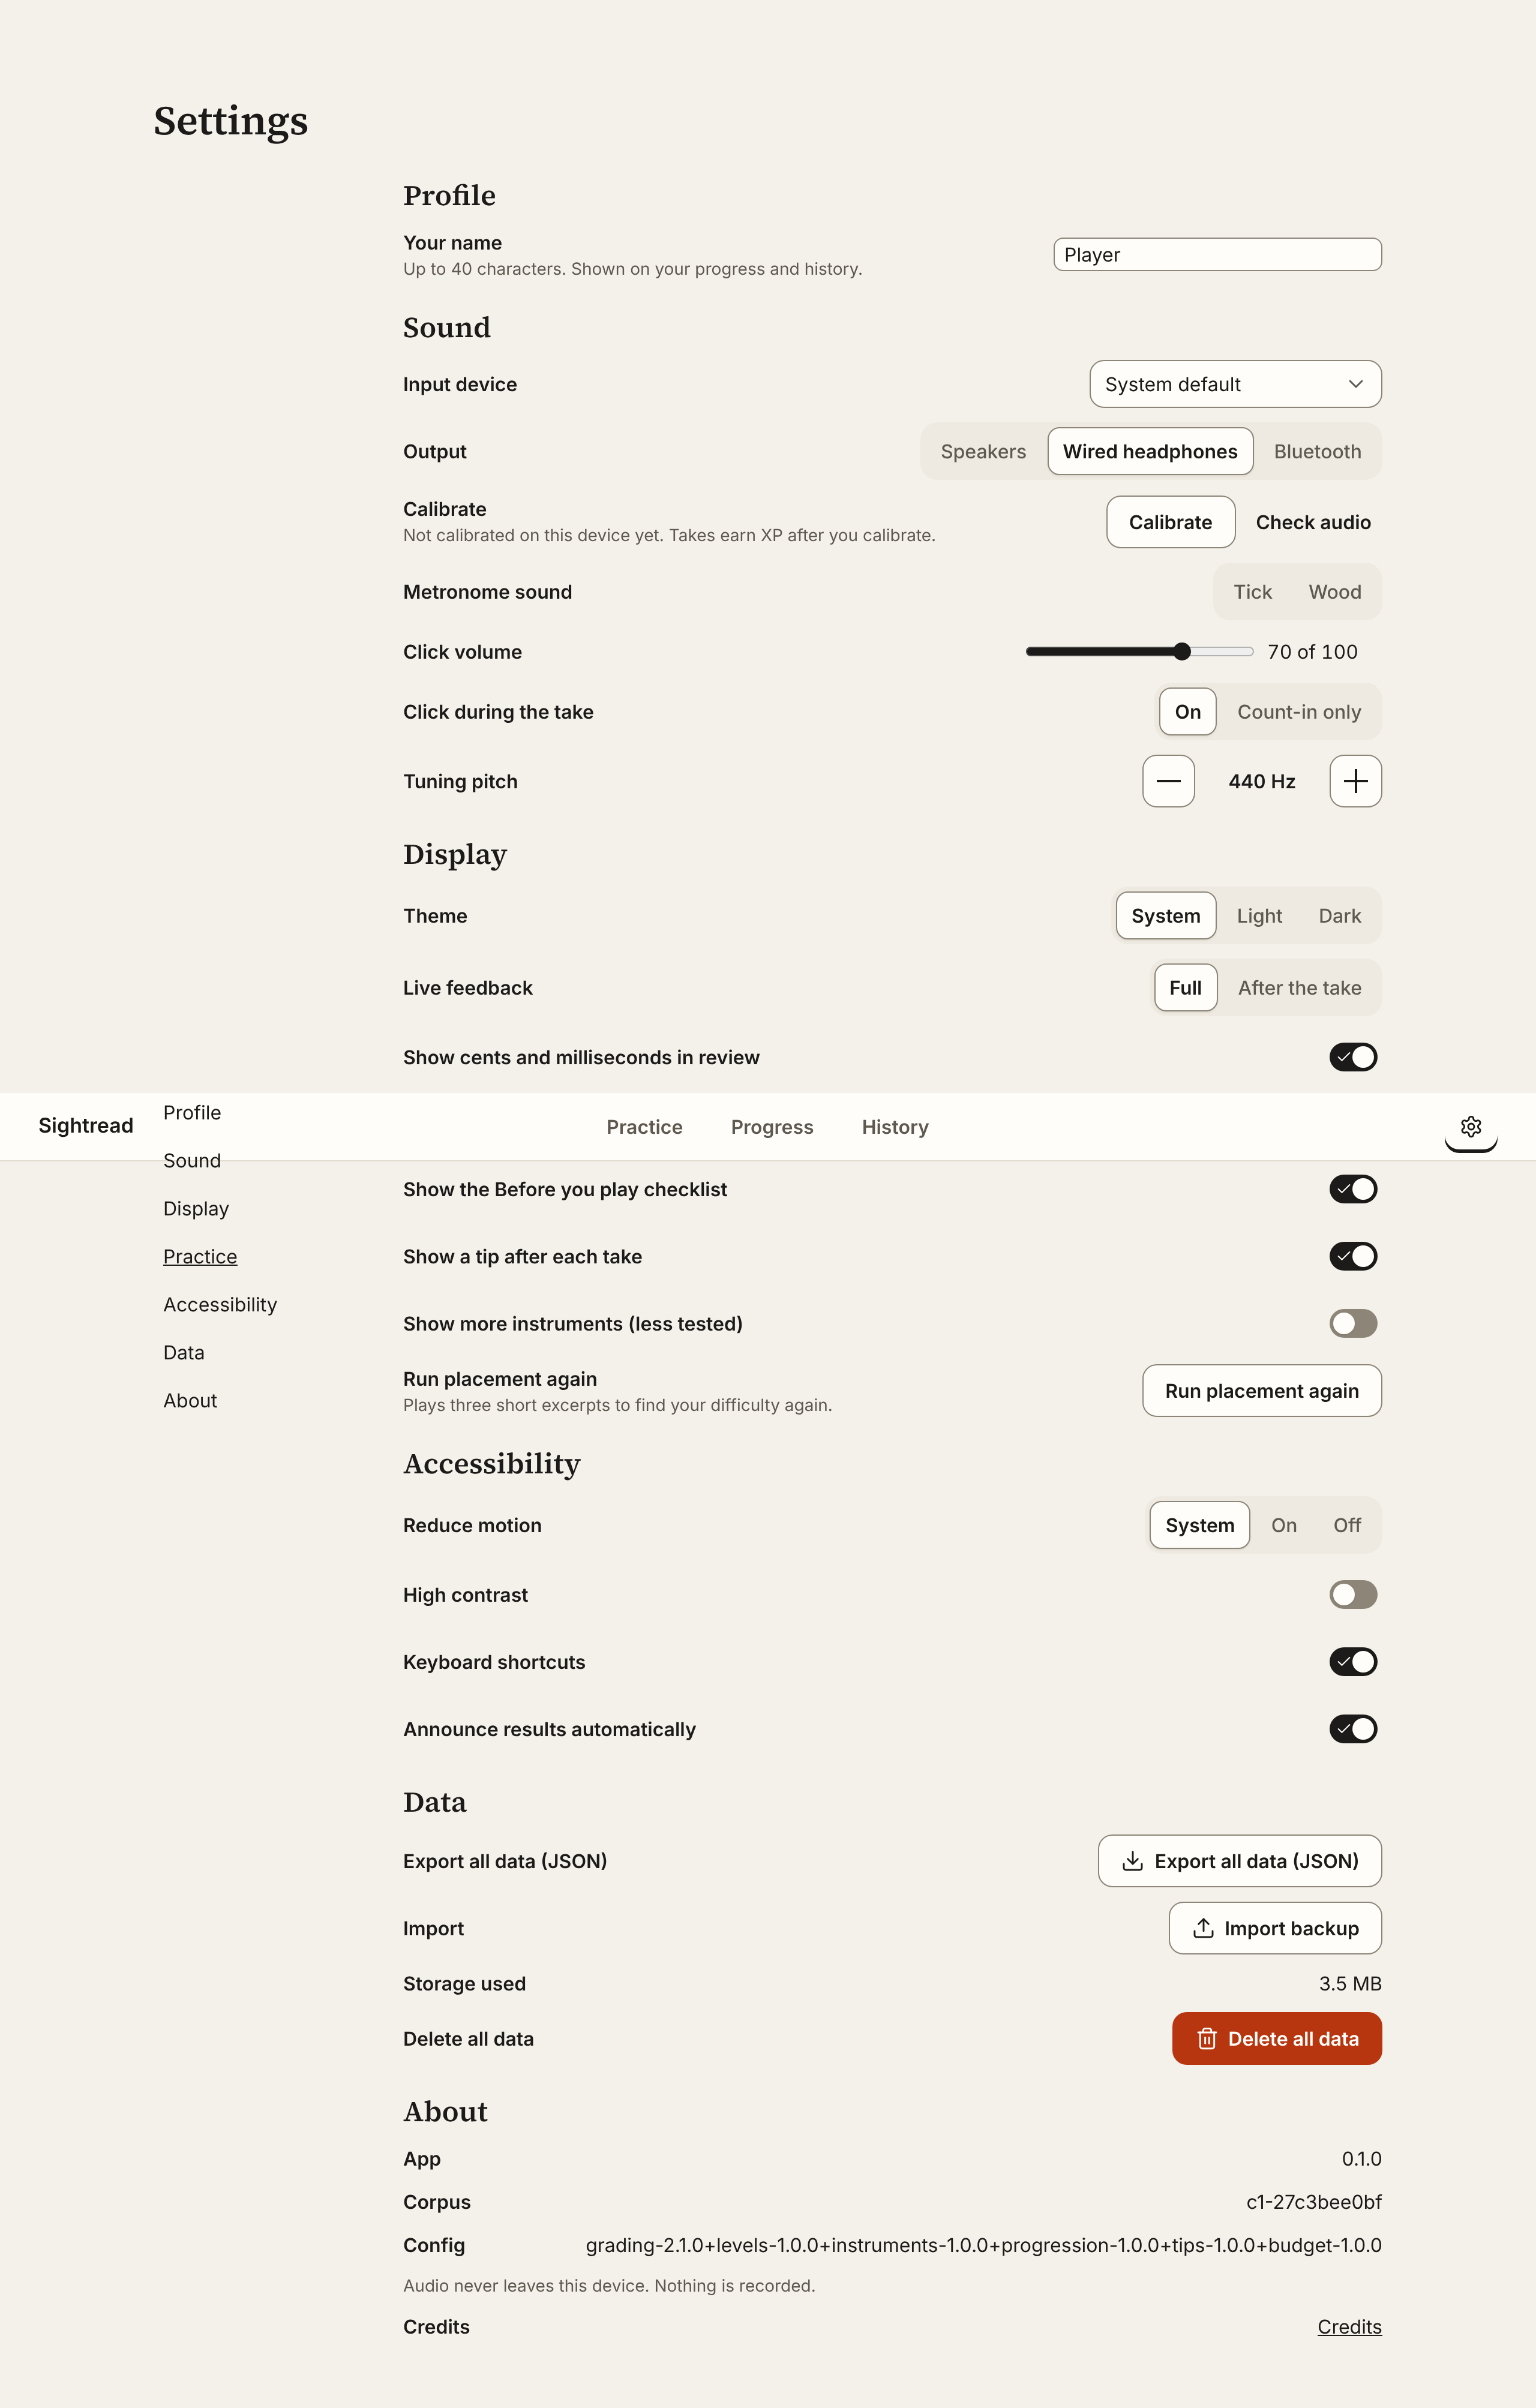 Settings
Profile
Your name
Up to 40 characters. Shown on your progress and history.
Player
Sound
Input device
System default
Output
Speakers
Wired headphones
Bluetooth
Calibrate
Not calibrated on this device yet. Takes earn XP after you calibrate.
Calibrate
Check audio
Metronome sound
Tick
Wood
Click volume
70 of 100
Click during the take
On
Count-in only
Tuning pitch
440 Hz
Display
Theme
System
Light
Dark
Live feedback
Full
After the take
Show cents and milliseconds in review
Sightread
Practice
Progress
History
Profile
Sound
Display
Practice
Accessibility
Data
About
Show the Before you play checklist
Show a tip after each take
Show more instruments (less tested)
Run placement again
Plays three short excerpts to find your difficulty again.
Run placement again
Accessibility
Reduce motion
System
On
Off
High contrast
Keyboard shortcuts
Announce results automatically
Data
Export all data (JSON)
Export all data (JSON)
Import
Import backup
Storage used
3.5 MB
Delete all data
Delete all data
About
App
0.1.0
Corpus
c1-27c3bee0bf
Config
grading-2.1.0+levels-1.0.0+instruments-1.0.0+progression-1.0.0+tips-1.0.0+budget-1.0.0
Audio never leaves this device. Nothing is recorded.
Credits
Credits